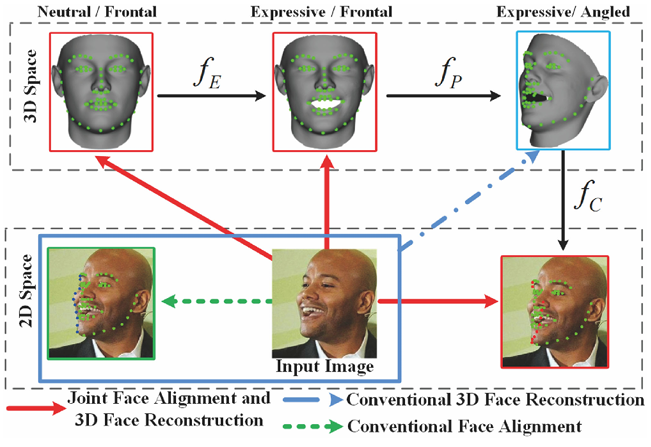 Neutral / Frontal
Expressive / Frontal
Expressive/ Angled
3D Space
f_E
f_P
f_C
2D Space
Input Image
Joint Face Alignment and
3D Face Reconstruction
Conventional 3D Face Reconstruction
Conventional Face Alignment